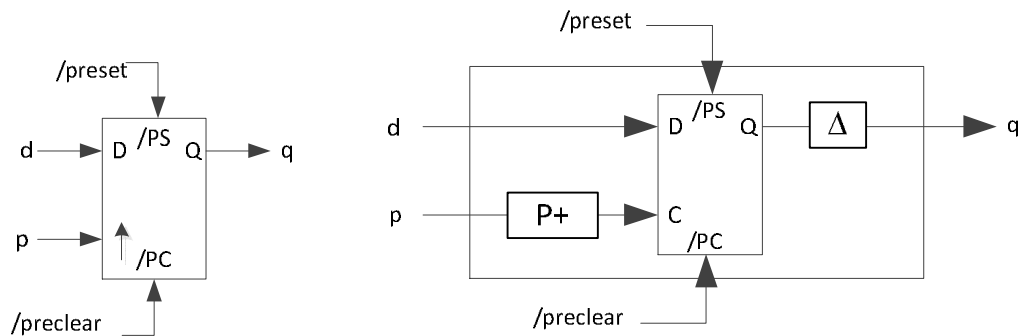 /preset
d
D
/PS
Q
q
p
/PC
/preclear
/preset
d
D
/PS
Q
Δ
q
p
P+
C
/PC
/preclear